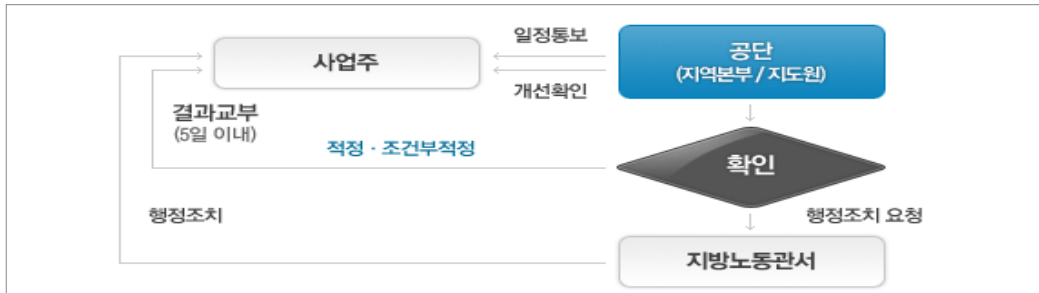 일정통보
사업주
공단
(지역본부 / 지도원)
개선확인
결과교부
(5일 이내)
적정 · 조건부적정
확인
행정조치
행정조치 요청
지방노동관서